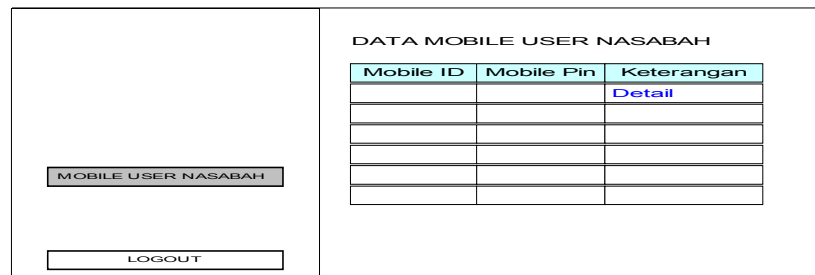 MOBILE USER NASABAH
LOGOUT
DATA MOBILE USER NASABAH
Mobile ID Mobile Pin Keterangan
Detail